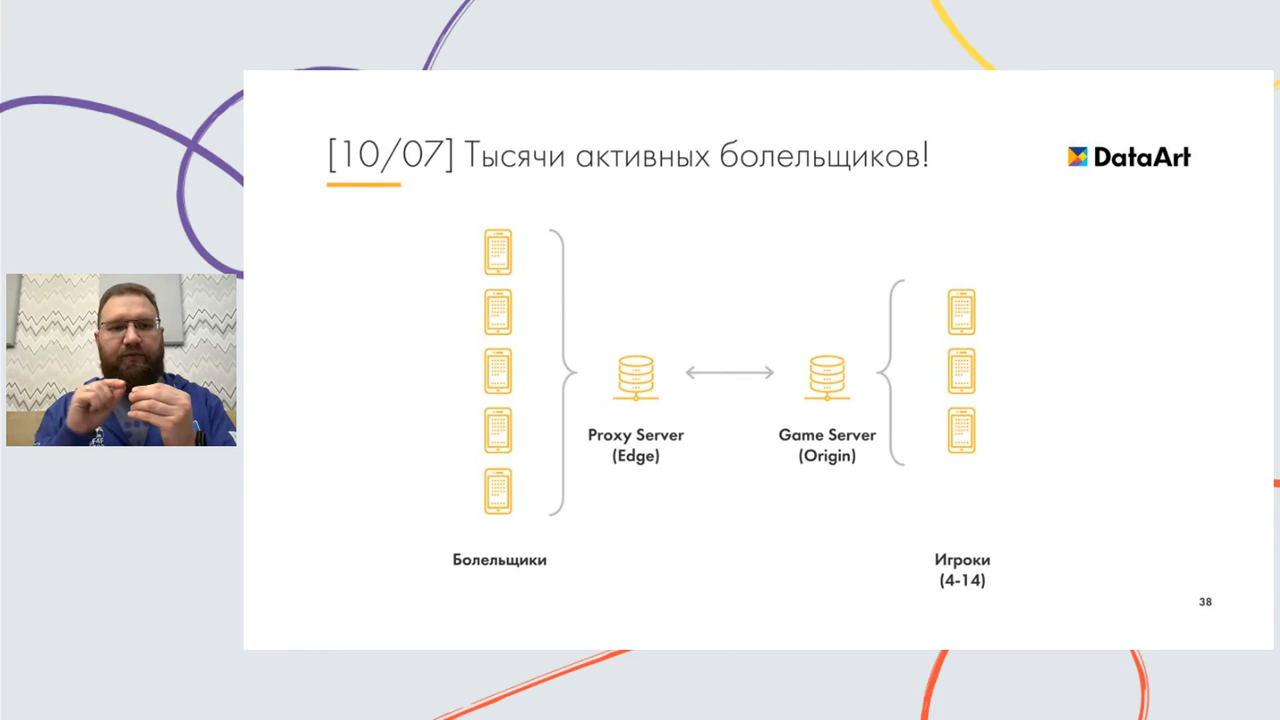 [10/07] Тысячи активных болельщиков!
DataArt
Proxy Server
(Edge)
Game Server
(Origin)
Болельщики
Игроки
(4-14)
38